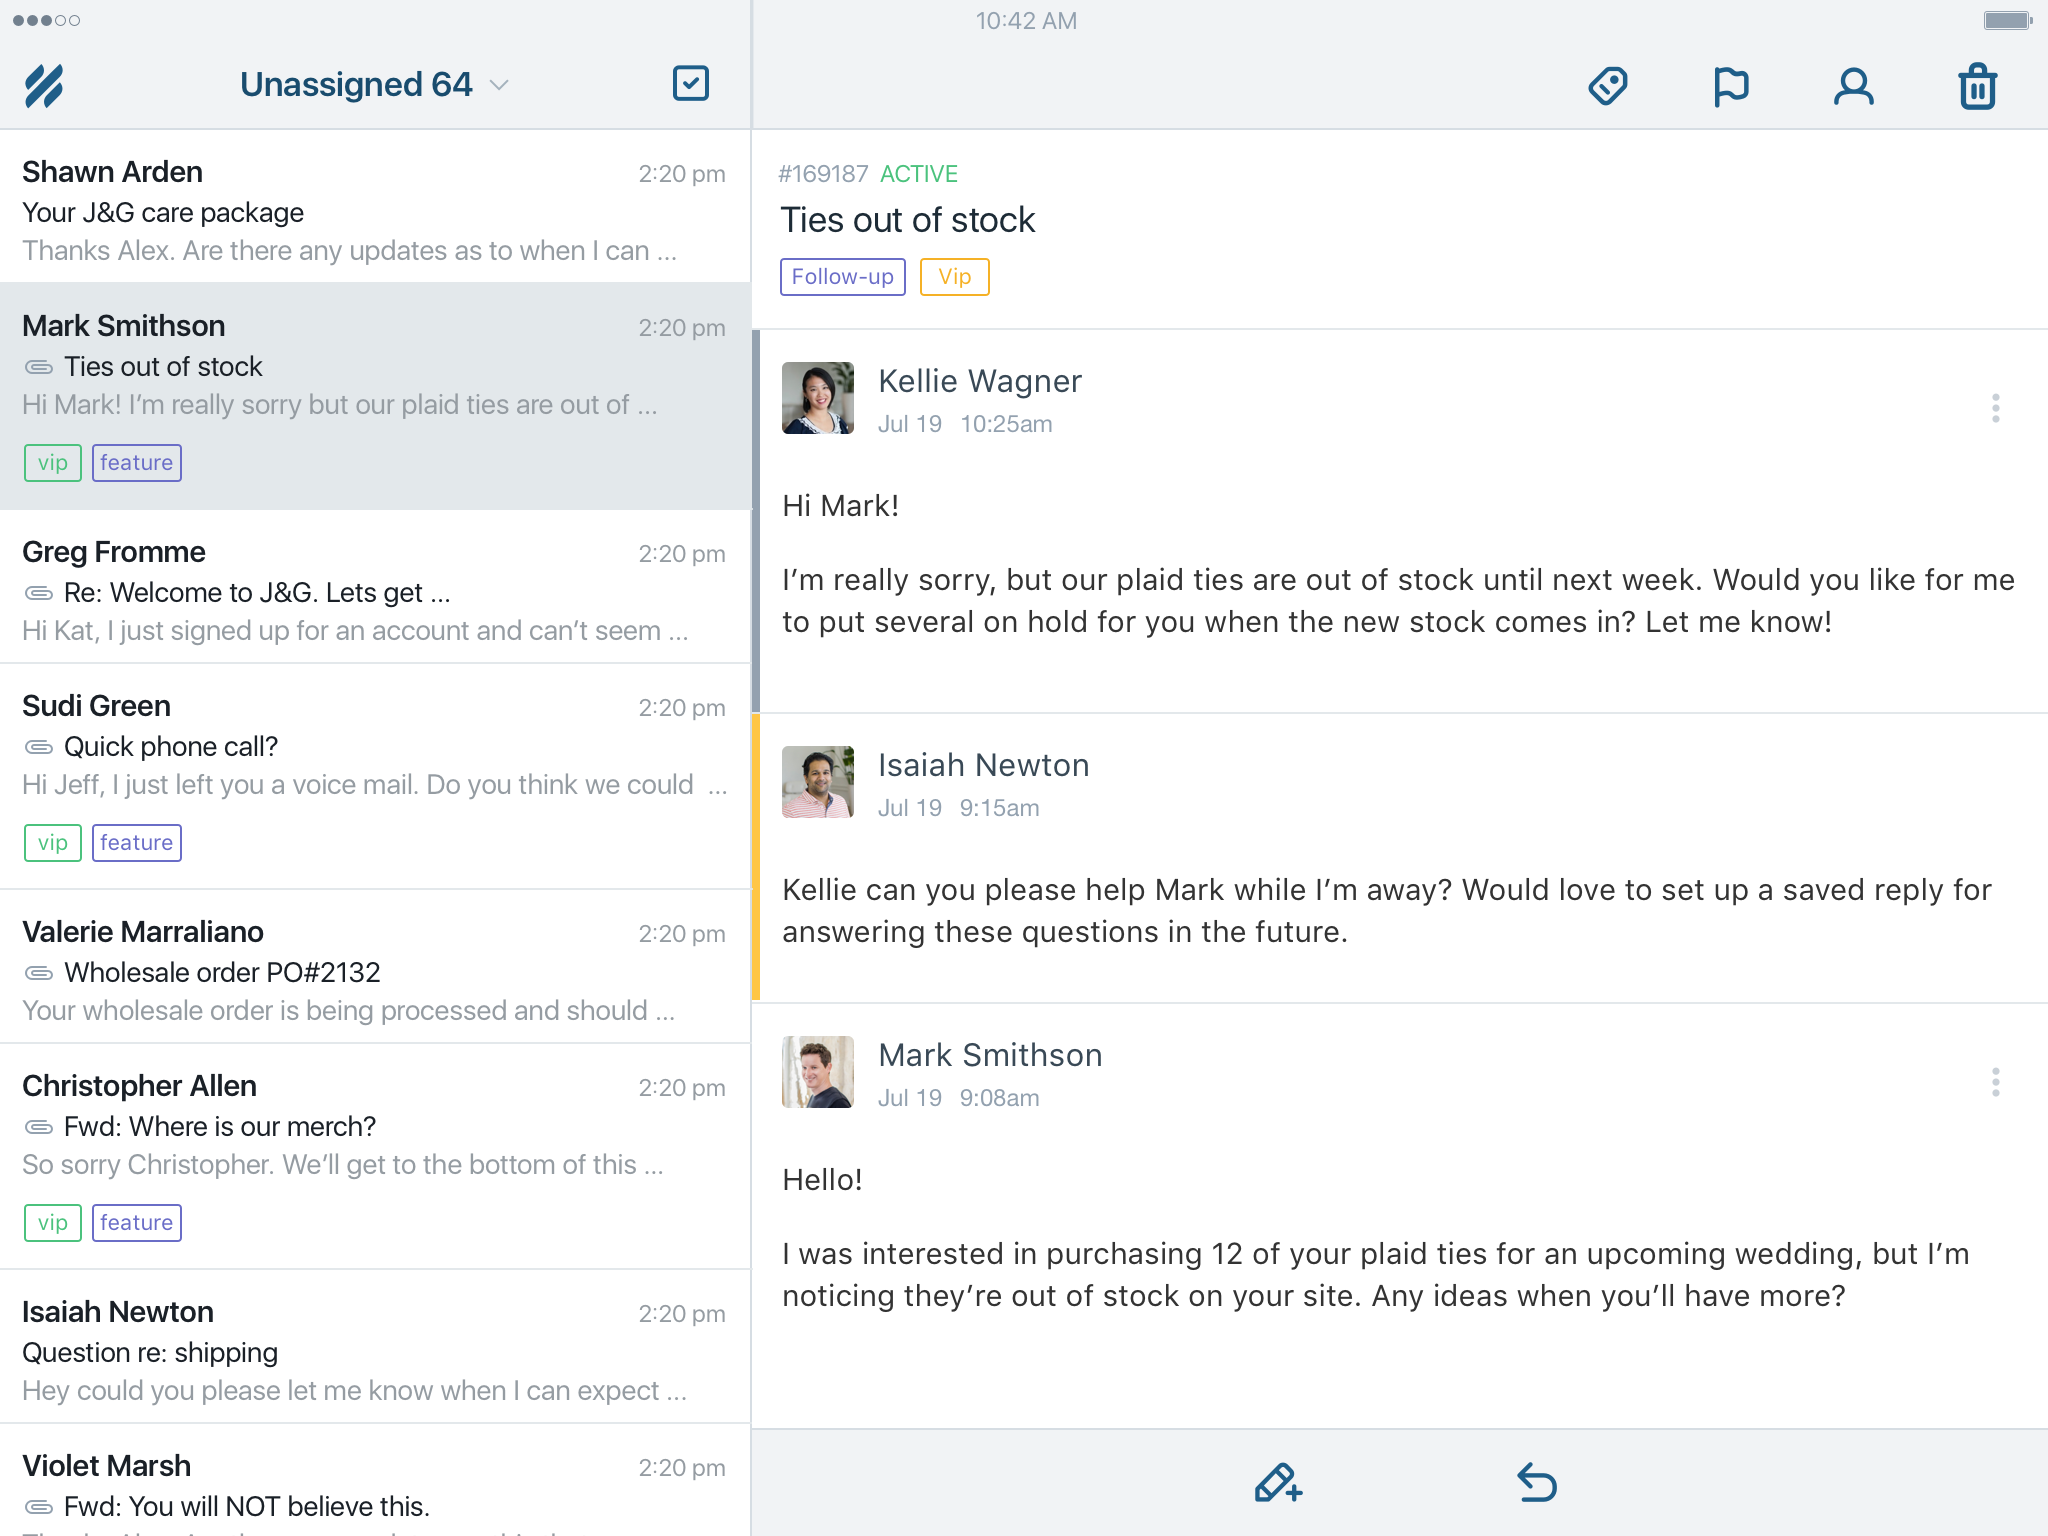 10:42 AM
Unassigned 64
Shawn Arden
2:20 pm
Your J&G care package
Thanks Alex. Are there any updates as to when I can ...
Mark Smithson
2:20 pm
Ties out of stock
Hi Mark! I’m really sorry but our plaid ties are out of ...
vip feature
Greg Fromme
2:20 pm
Re: Welcome to J&G. Lets get ...
Hi Kat, I just signed up for an account and can’t seem ...
Sudi Green
2:20 pm
Quick phone call?
Hi Jeff, I just left you a voice mail. Do you think we could ...
vip feature
Valerie Marraliano
2:20 pm
Wholesale order PO#2132
Your wholesale order is being processed and should ...
Christopher Allen
2:20 pm
Fwd: Where is our merch?
So sorry Christopher. We’ll get to the bottom of this ...
vip feature
Isaiah Newton
2:20 pm
Question re: shipping
Hey could you please let me know when I can expect ...
Violet Marsh
2:20 pm
Fwd: You will NOT believe this.
#169187 ACTIVE
Ties out of stock
Follow-up Vip
Kellie Wagner
Jul 19 10:25am
Hi Mark!
I’m really sorry, but our plaid ties are out of stock until next week. Would you like for me
to put several on hold for you when the new stock comes in? Let me know!
Isaiah Newton
Jul 19 9:15am
Kellie can you please help Mark while I’m away? Would love to set up a saved reply for
answering these questions in the future.
Mark Smithson
Jul 19 9:08am
Hello!
I was interested in purchasing 12 of your plaid ties for an upcoming wedding, but I’m
noticing they’re out of stock on your site. Any ideas when you’ll have more?